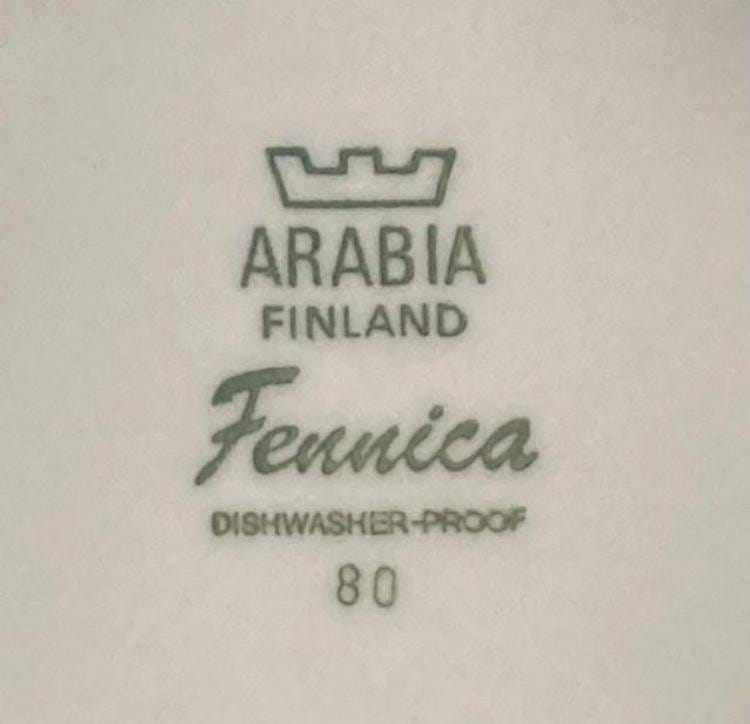 ARABIA
FINLAND
Fennica
DISHWASHER-PROOF
80